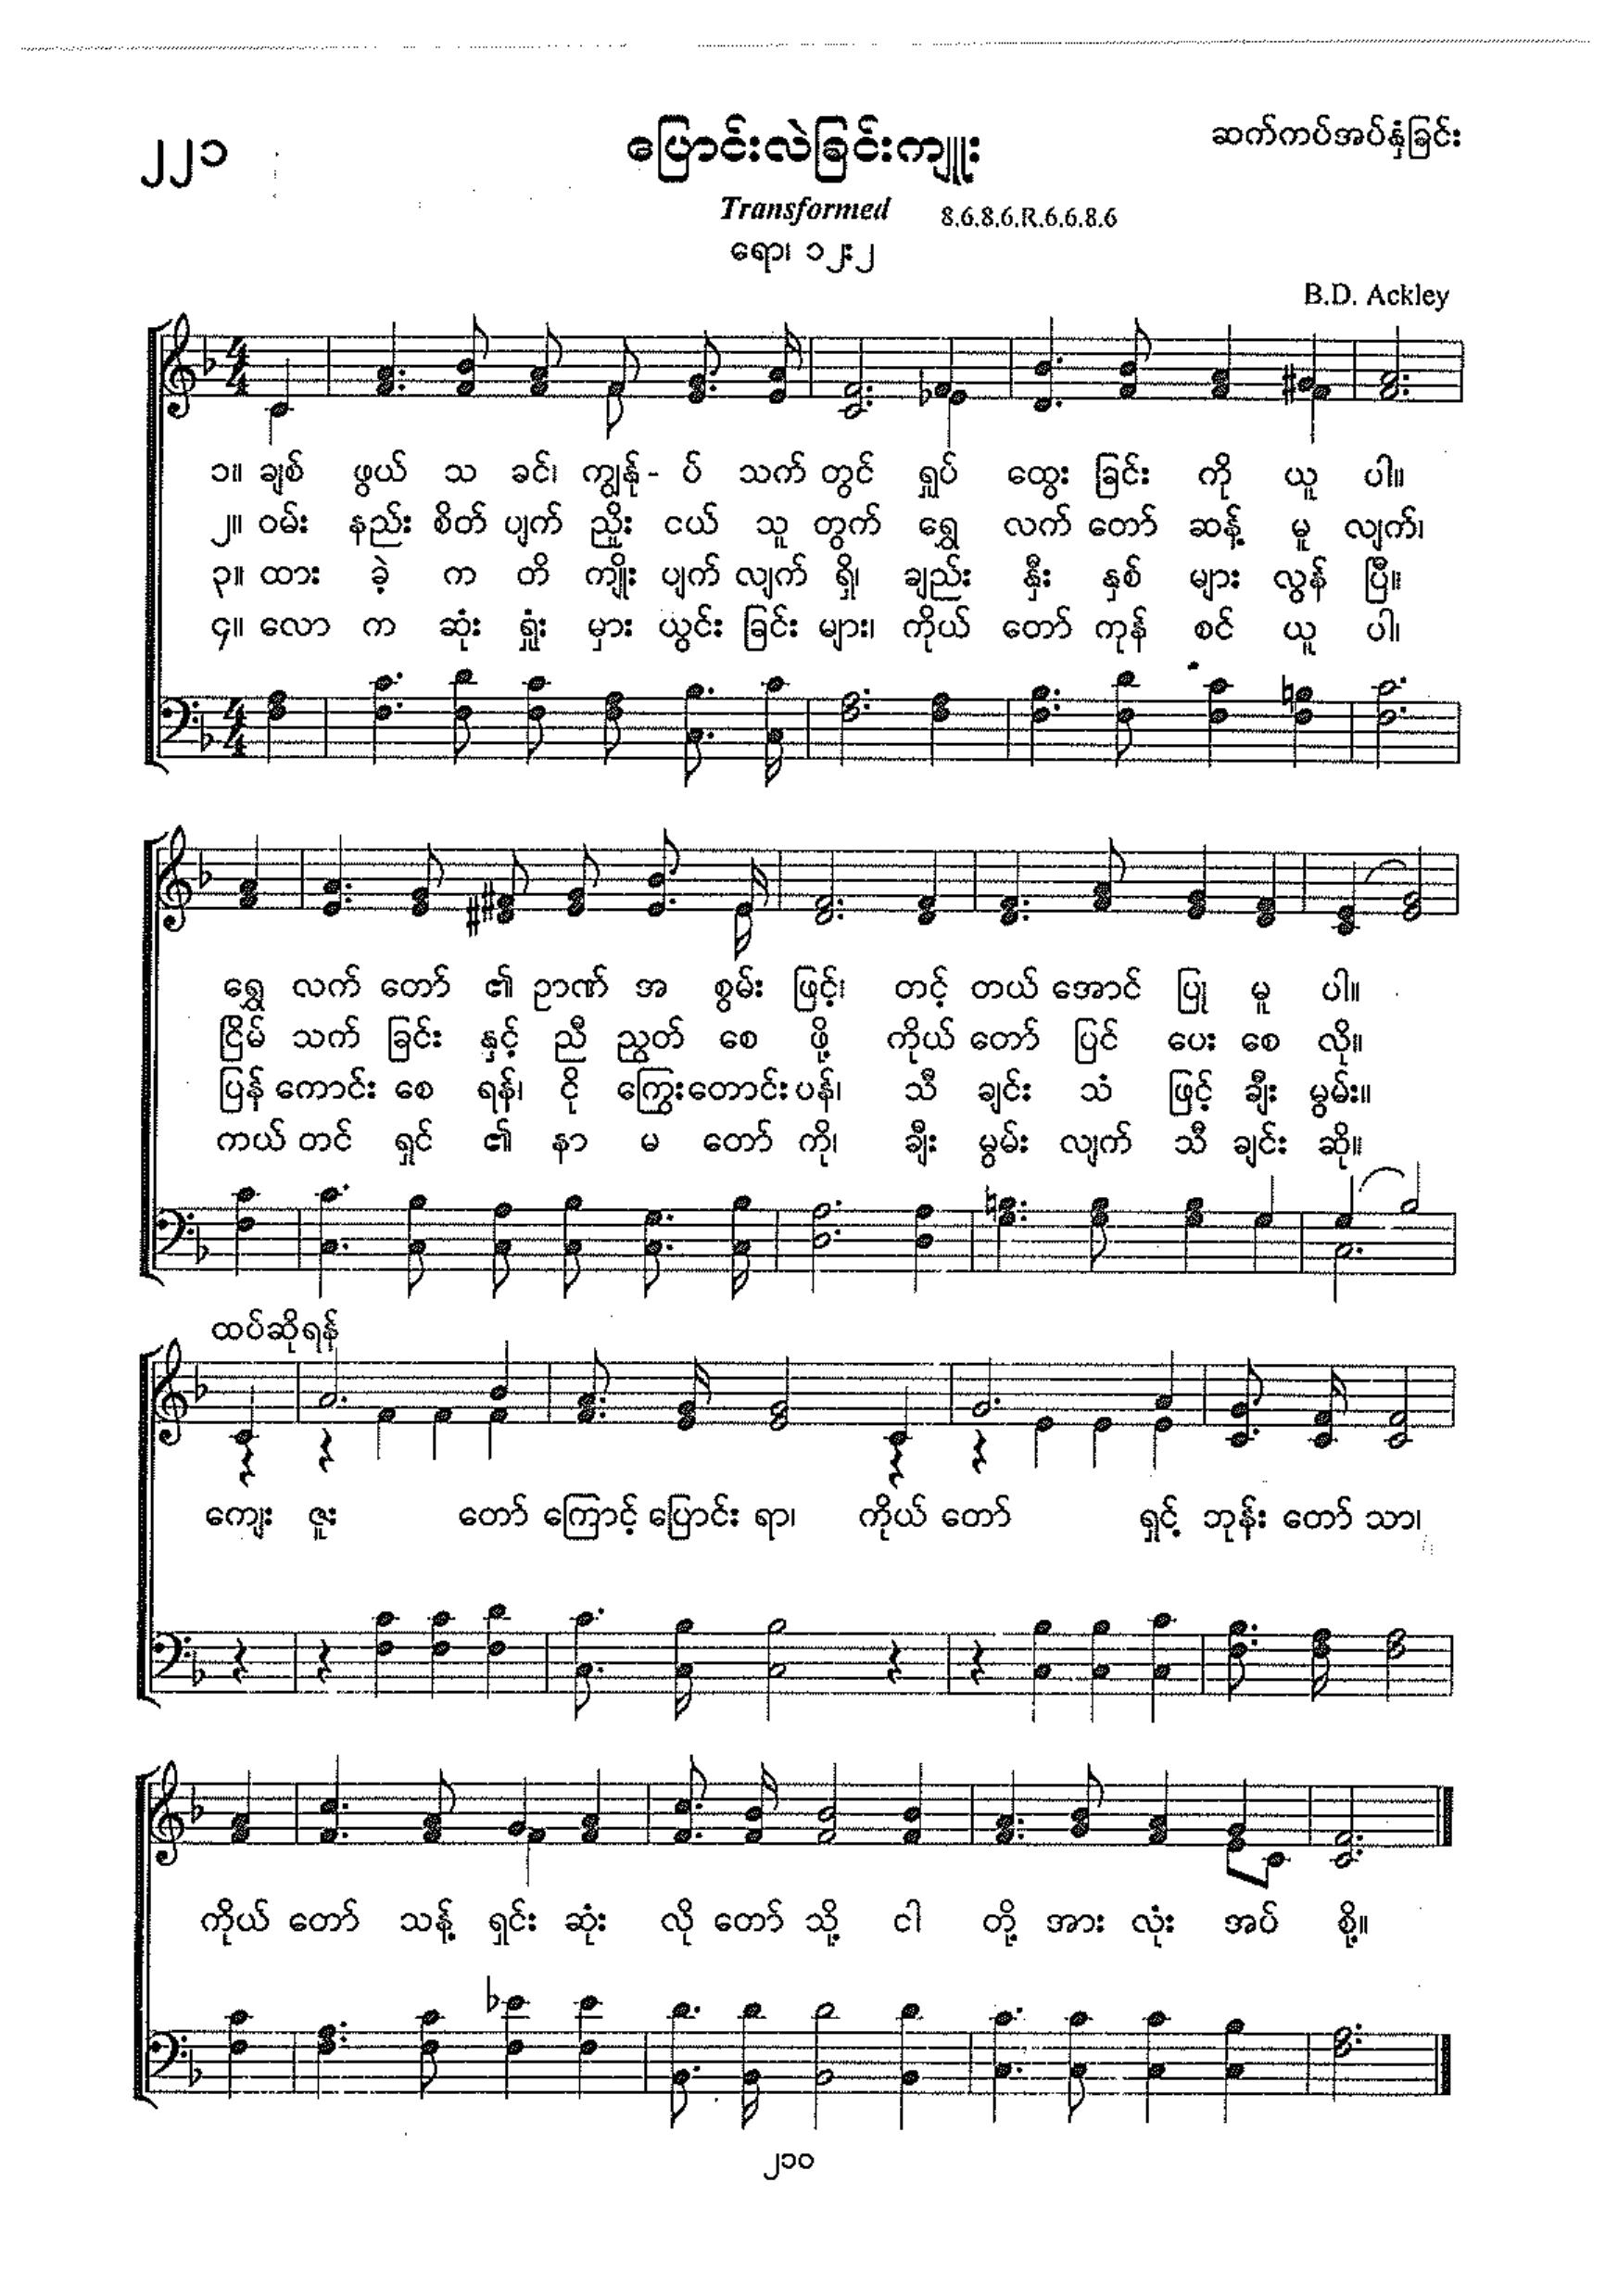 ၂၂၁
ပြောင်းလဲခြင်းကျူး
ဆက်ကပ်အပ်နှံခြင်း
Transformed 8.6.8.6.R.6.6.8.6
ရော၊ ၁၂း၂
B.D. Ackley
၁။ ချစ် ဖွယ် သ ခင်၊ ကျွန်ု - ပ် သက် တွင် ရှုပ် ထွေး ခြင်း ကို ယူ ပါ။
၂။ ဝမ်း နည်း စိတ် ပျက် ညှိုး ငယ် သူ တွက် ရွှေ လက် တော် ဆန့် မူ လျက်၊
၃။ ထား ခဲ့ က တိ ကျိုး ပျက် လျက် ရှိ၊ ချည်း နှီး နှစ် များ လွန် ပြီ။
၄။ လော က ဆုံး ရှုံး မှား ယွင်း ခြင်း များ၊ ကိုယ် တော် ကုန် စင် ယူ ပါ၊
ရွှေ လက် တော် ၏ ဉာဏ် အ စွမ်း ဖြင့်၊ တင့် တယ် အောင် ပြု မူ ပါ။
ငြိမ် သက် ခြင်း နှင့် ညီ ညွတ် စေ ဖို့ ကိုယ် တော် ပြင် ပေး စေ လို။
ပြန် ကောင်း စေ ရန်၊ ငို ကြွေး တောင်း ပန်၊ သီ ချင်း သံ ဖြင့် ချီး မွမ်း။
ကယ် တင် ရှင် ၏ နာ မ တော် ကို၊ ချီး မွမ်း လျက် သီ ချင်း ဆို။
ထပ်ဆိုရန်
ကျေး ဇူး တော် ကြောင့် ပြောင်း ရာ၊ ကိုယ် တော် ရှင့် ဘုန်း တော် သာ၊
ကိုယ် တော် သန့် ရှင်း ဆုံး လို တော် သို့ ငါ တို့ အား လုံး အပ် စို့။
၂၁၀